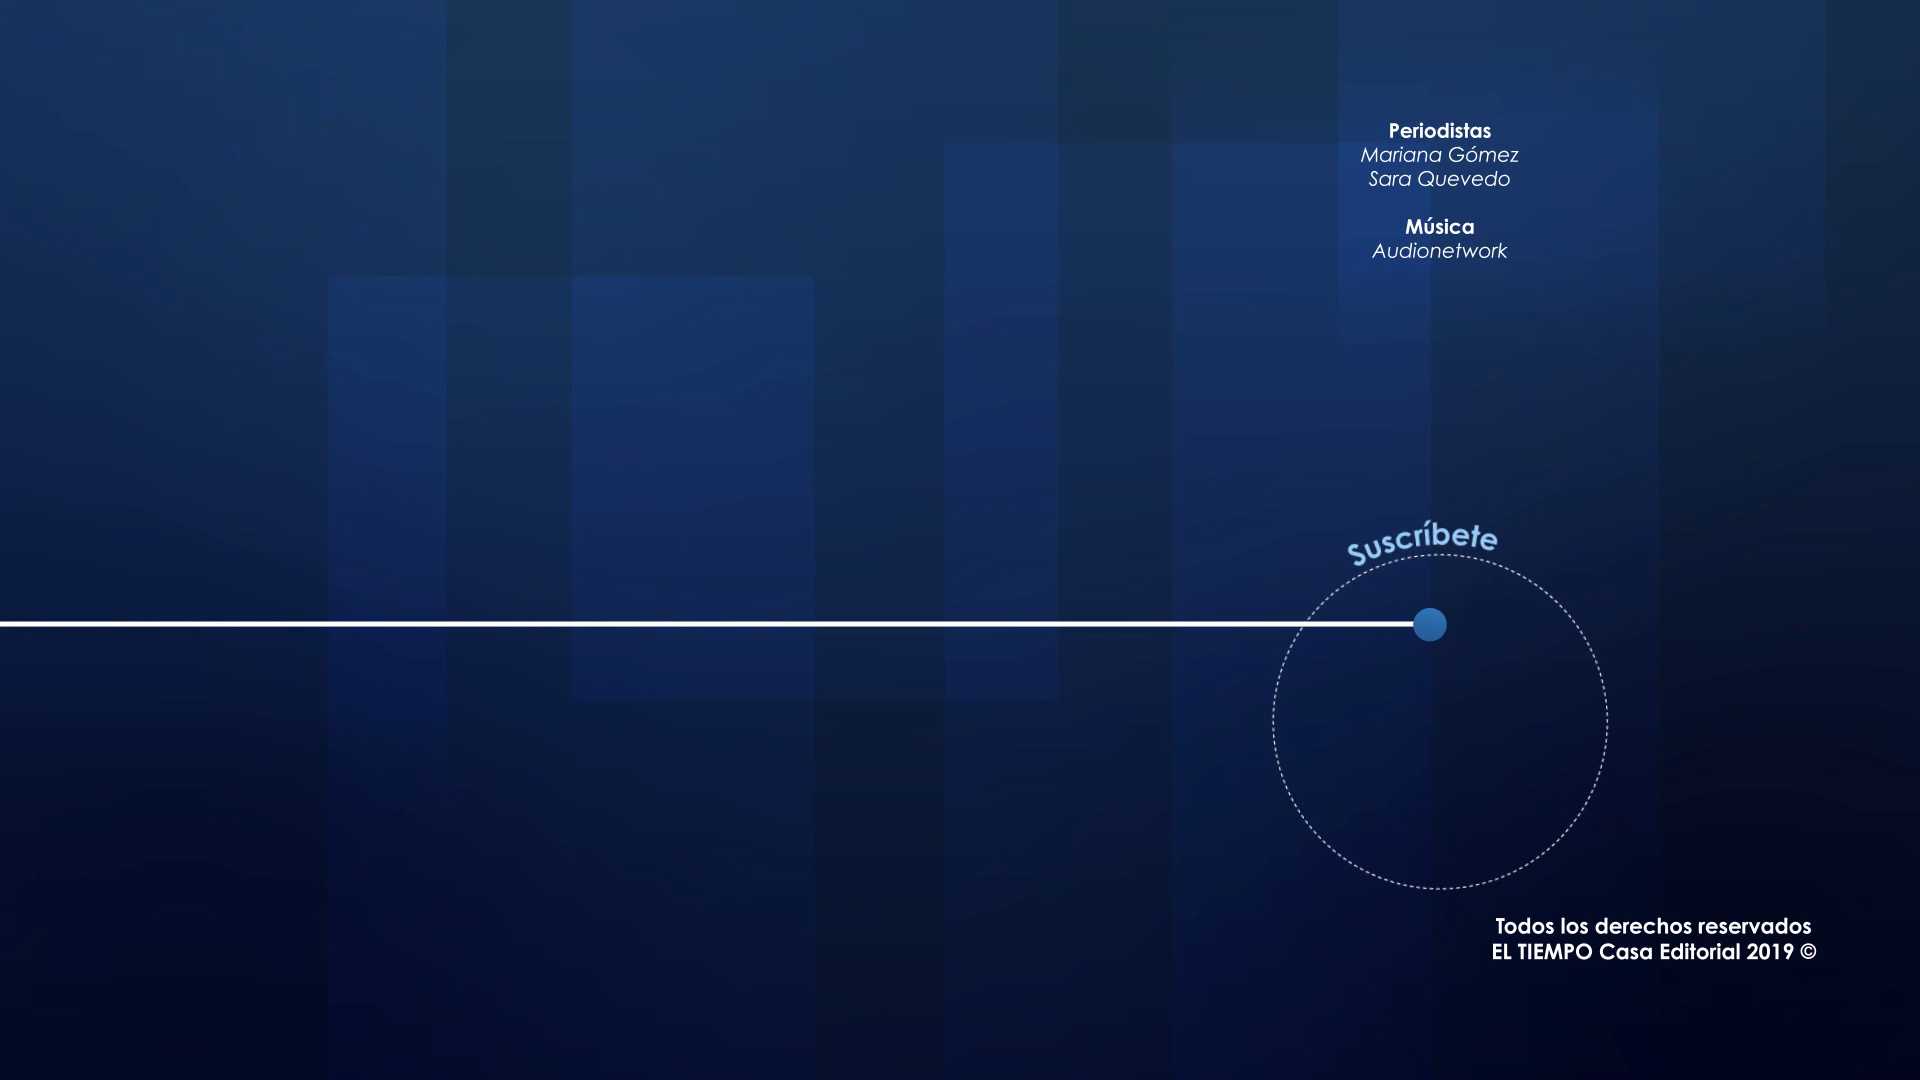 Periodistas
Mariana Gómez
Sara Quevedo
Música
Audionetwork
Suscríbete
Todos los derechos reservados
EL TIEMPO Casa Editorial 2019 ©